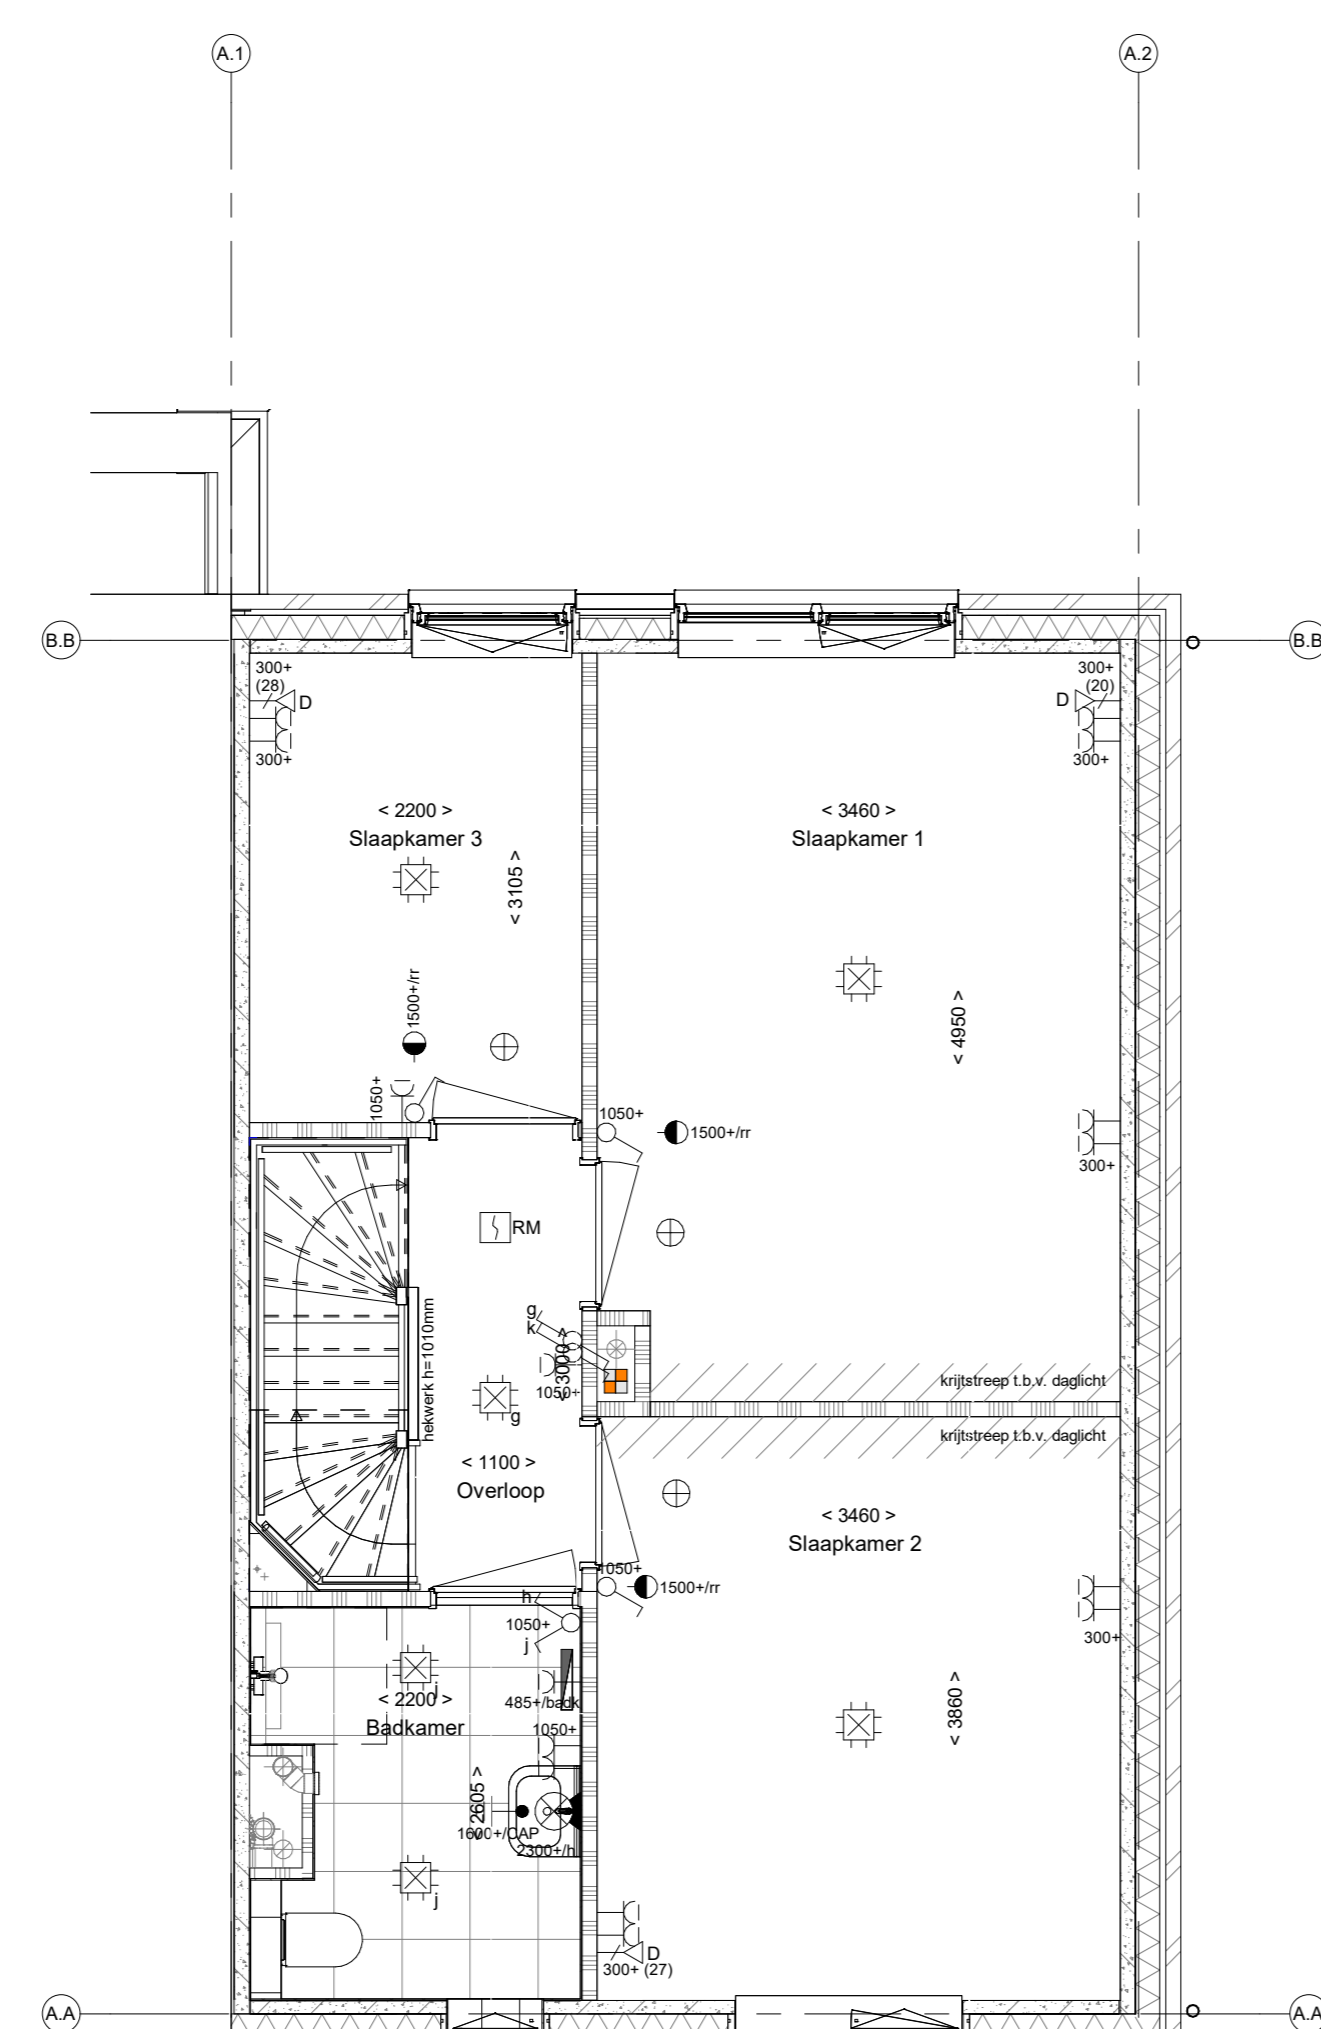 A.1
A.2
B.B
B.B
300+
(28)
D
300+
300+
(20)
D
300+
< 2200 >
Slaapkamer 3
< 3105 >
< 3460 >
Slaapkamer 1
< 4950 >
1500+/rr
1050+
1050+
1500+/rr
300+
RM
hekwerk h=1010mm
g
k
< 3000 >
1050+
g
krijtstreep t.b.v. daglicht
krijtstreep t.b.v. daglicht
< 1100 >
Overloop
< 3460 >
Slaapkamer 2
1050+
1500+/rr
300+
h
1050+
j
j
< 2200 >
Badkamer
485+/badk
1050+
< 3860 >
< 2605 >
1600+/CAP
2300+/h
j
D
300+ (27)
A.A
A.A